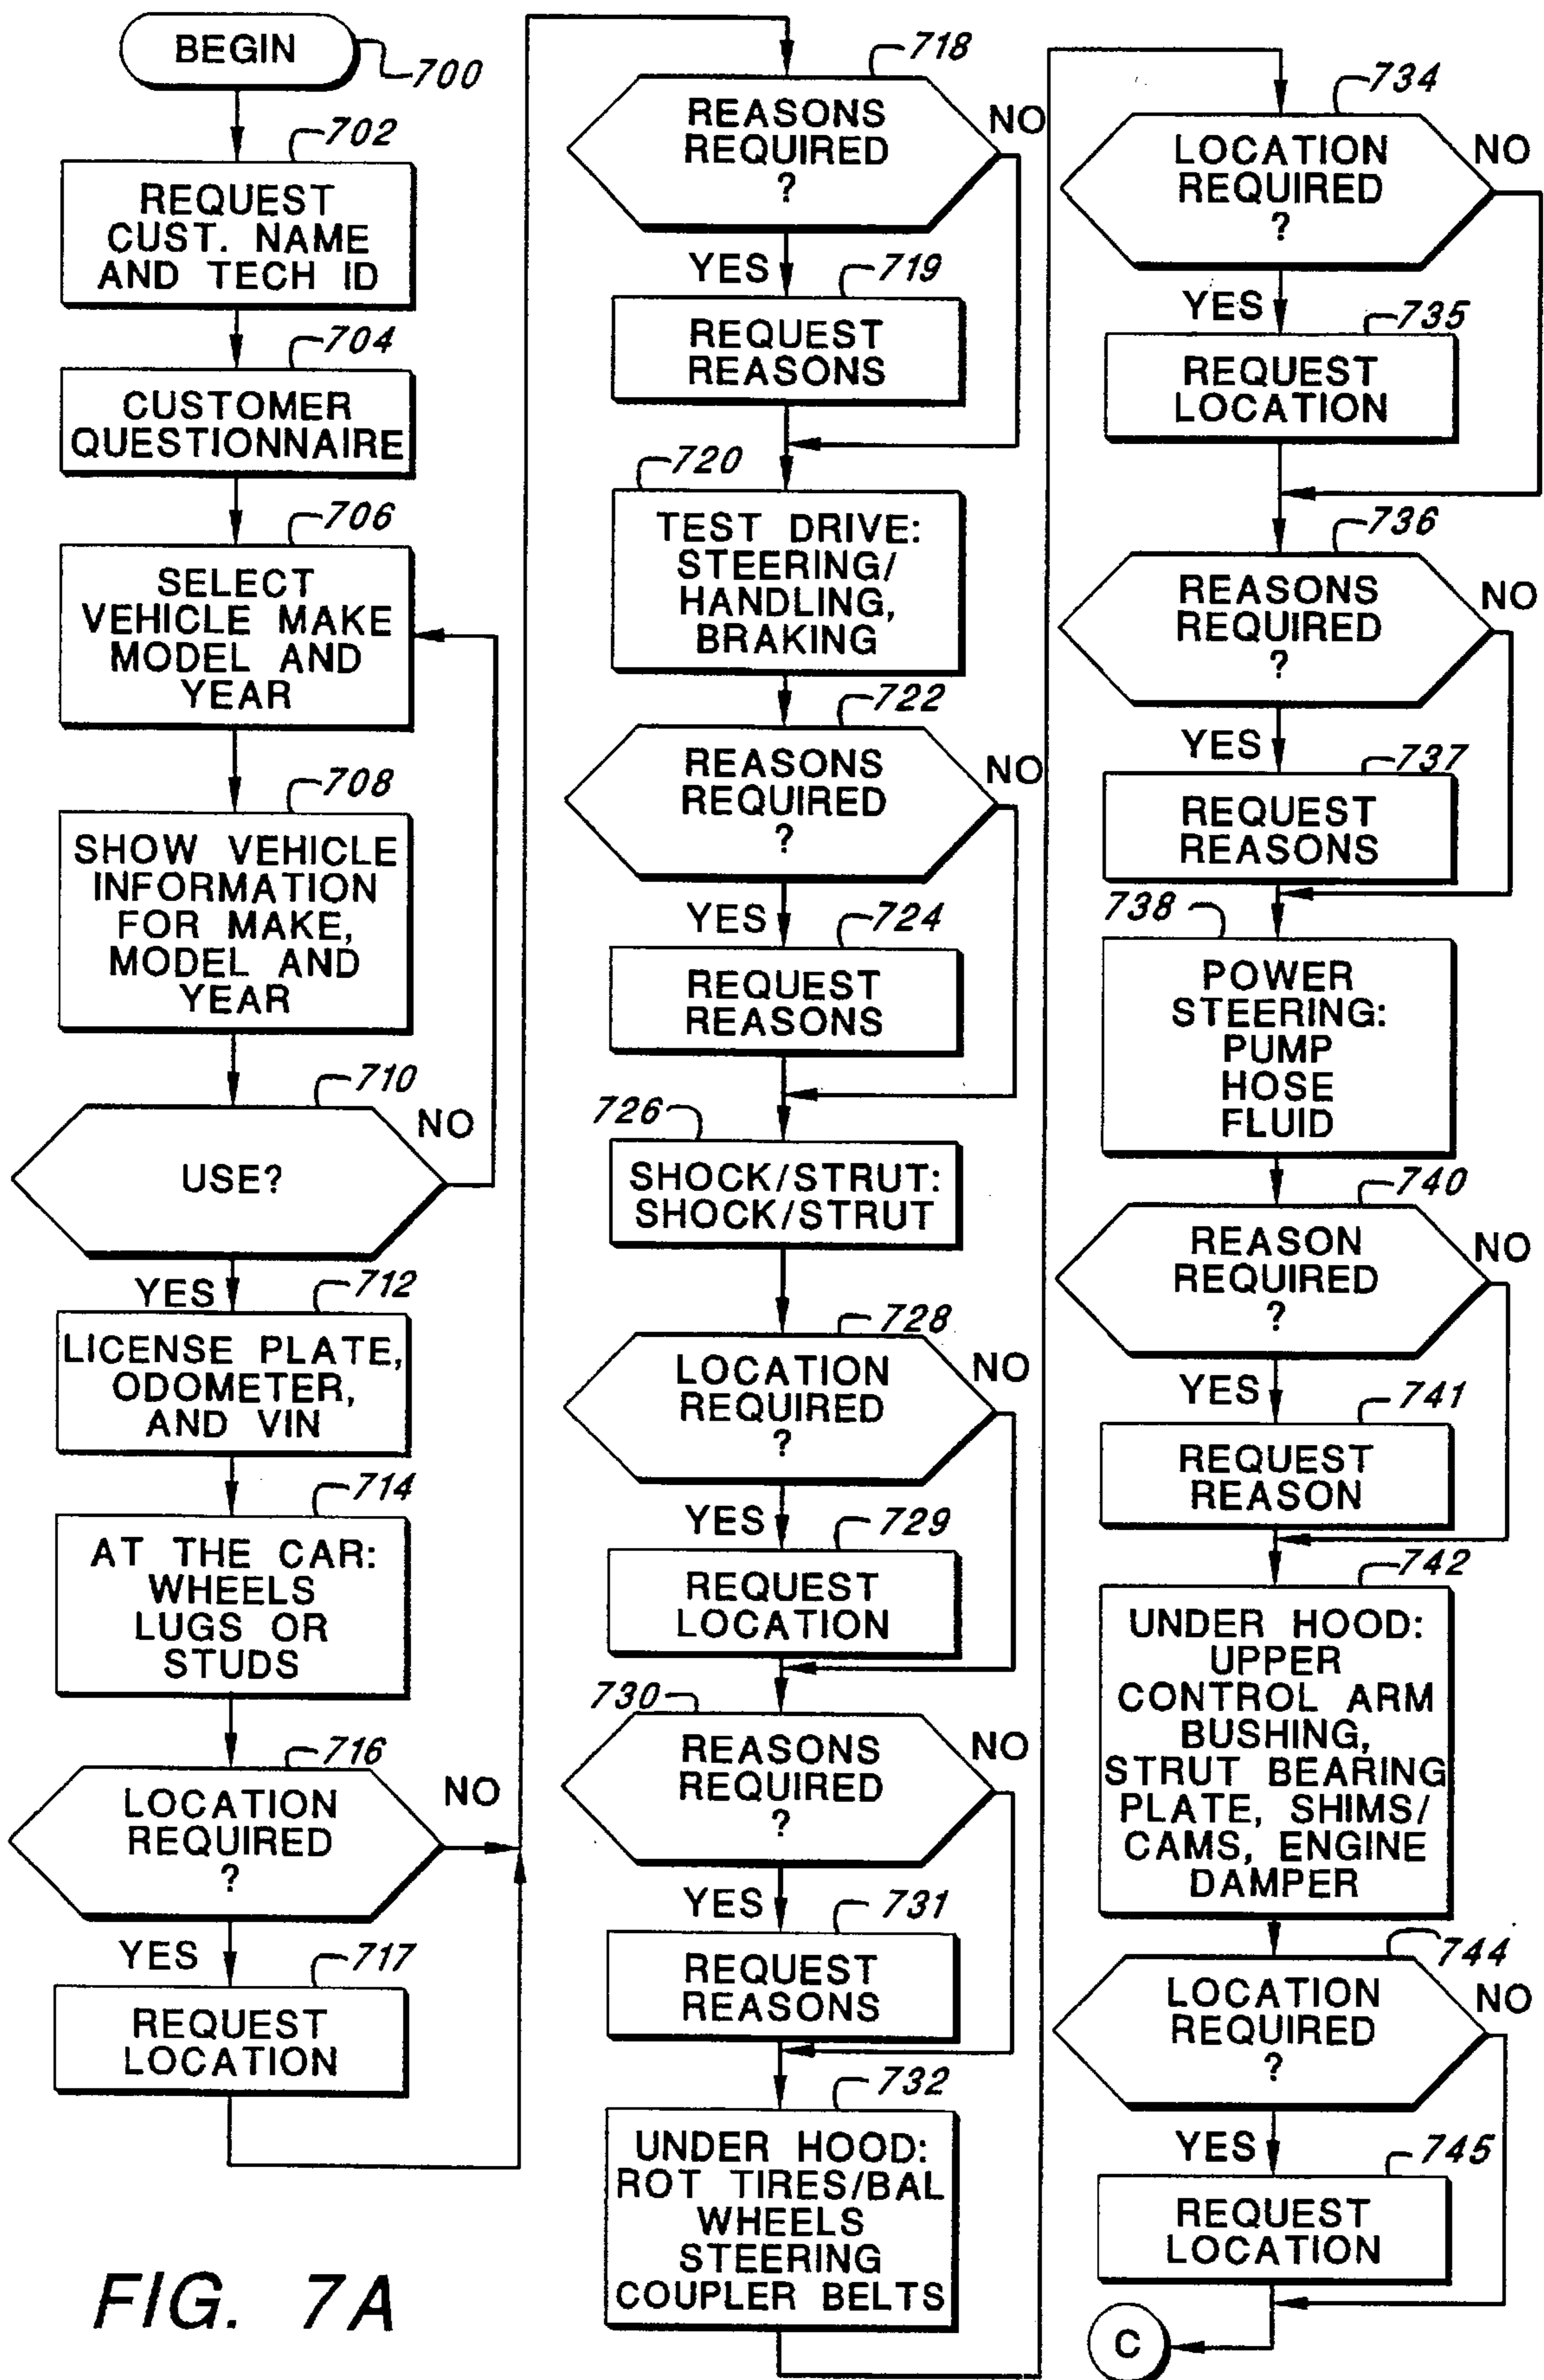 BEGIN
700
702
REQUEST
CUST. NAME
AND TECH ID
704
CUSTOMER
QUESTIONNAIRE
706
SELECT
VEHICLE MAKE
MODEL AND
YEAR
708
SHOW VEHICLE
INFORMATION
FOR MAKE,
MODEL AND
YEAR
710
NO
USE?
YES
712
LICENSE PLATE,
ODOMETER,
AND VIN
714
AT THE CAR:
WHEELS
LUGS OR
STUDS
716
NO
LOCATION
REQUIRED
?
YES
717
REQUEST
LOCATION
FIG. 7A
718
REASONS
REQUIRED
?
NO
YES
719
REQUEST
REASONS
720
TEST DRIVE:
STEERING/
HANDLING,
BRAKING
722
REASONS
REQUIRED
?
NO
YES
724
REQUEST
REASONS
726
SHOCK/STRUT:
SHOCK/STRUT
728
LOCATION
REQUIRED
?
NO
YES
729
REQUEST
LOCATION
730
REASONS
REQUIRED
?
NO
YES
731
REQUEST
REASONS
732
UNDER HOOD:
ROT TIRES/BAL
WHEELS
STEERING
COUPLER BELTS
734
LOCATION
REQUIRED
?
NO
YES
735
REQUEST
LOCATION
736
REASONS
REQUIRED
?
NO
YES
737
REQUEST
REASONS
738
POWER
STEERING:
PUMP
HOSE
FLUID
740
REASON
REQUIRED
?
NO
YES
741
REQUEST
REASON
742
UNDER HOOD:
UPPER
CONTROL ARM
BUSHING,
STRUT BEARING
PLATE, SHIMS/
CAMS, ENGINE
DAMPER
744
LOCATION
REQUIRED
?
NO
YES
745
REQUEST
LOCATION
C